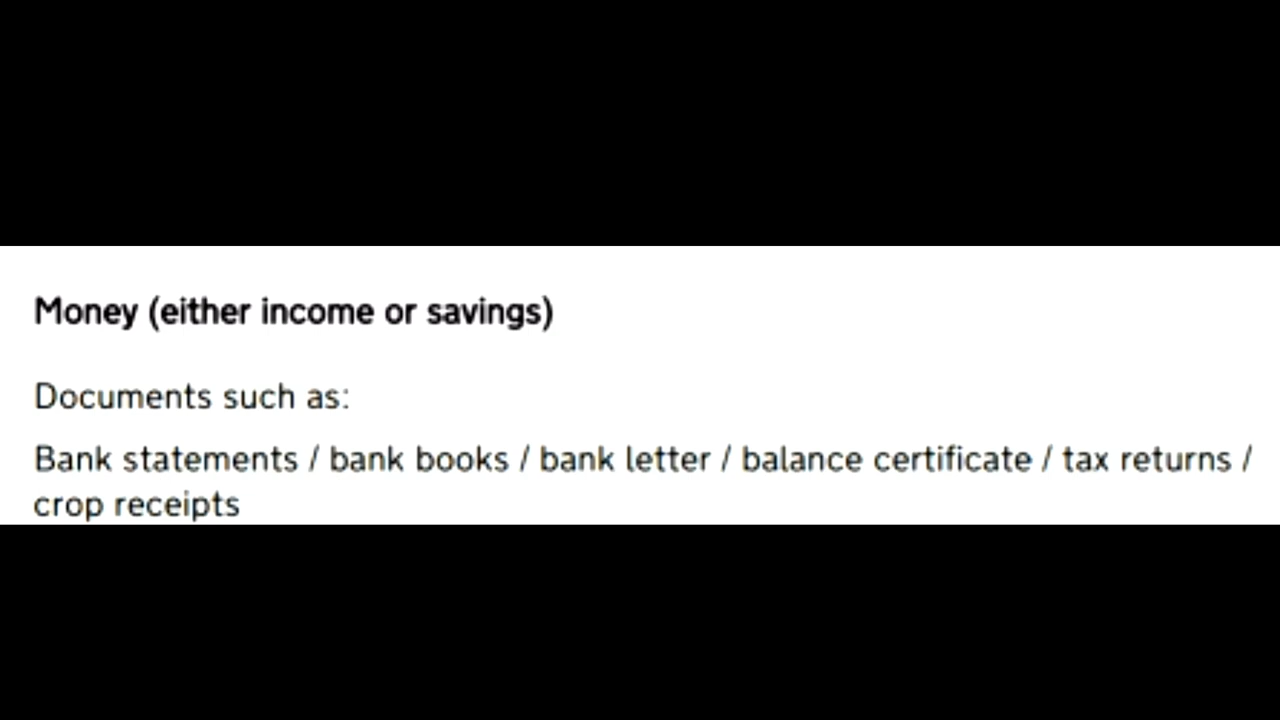 Money (either income or savings)
Documents such as:
Bank statements / bank books / bank letter / balance certificate / tax returns /
crop receipts